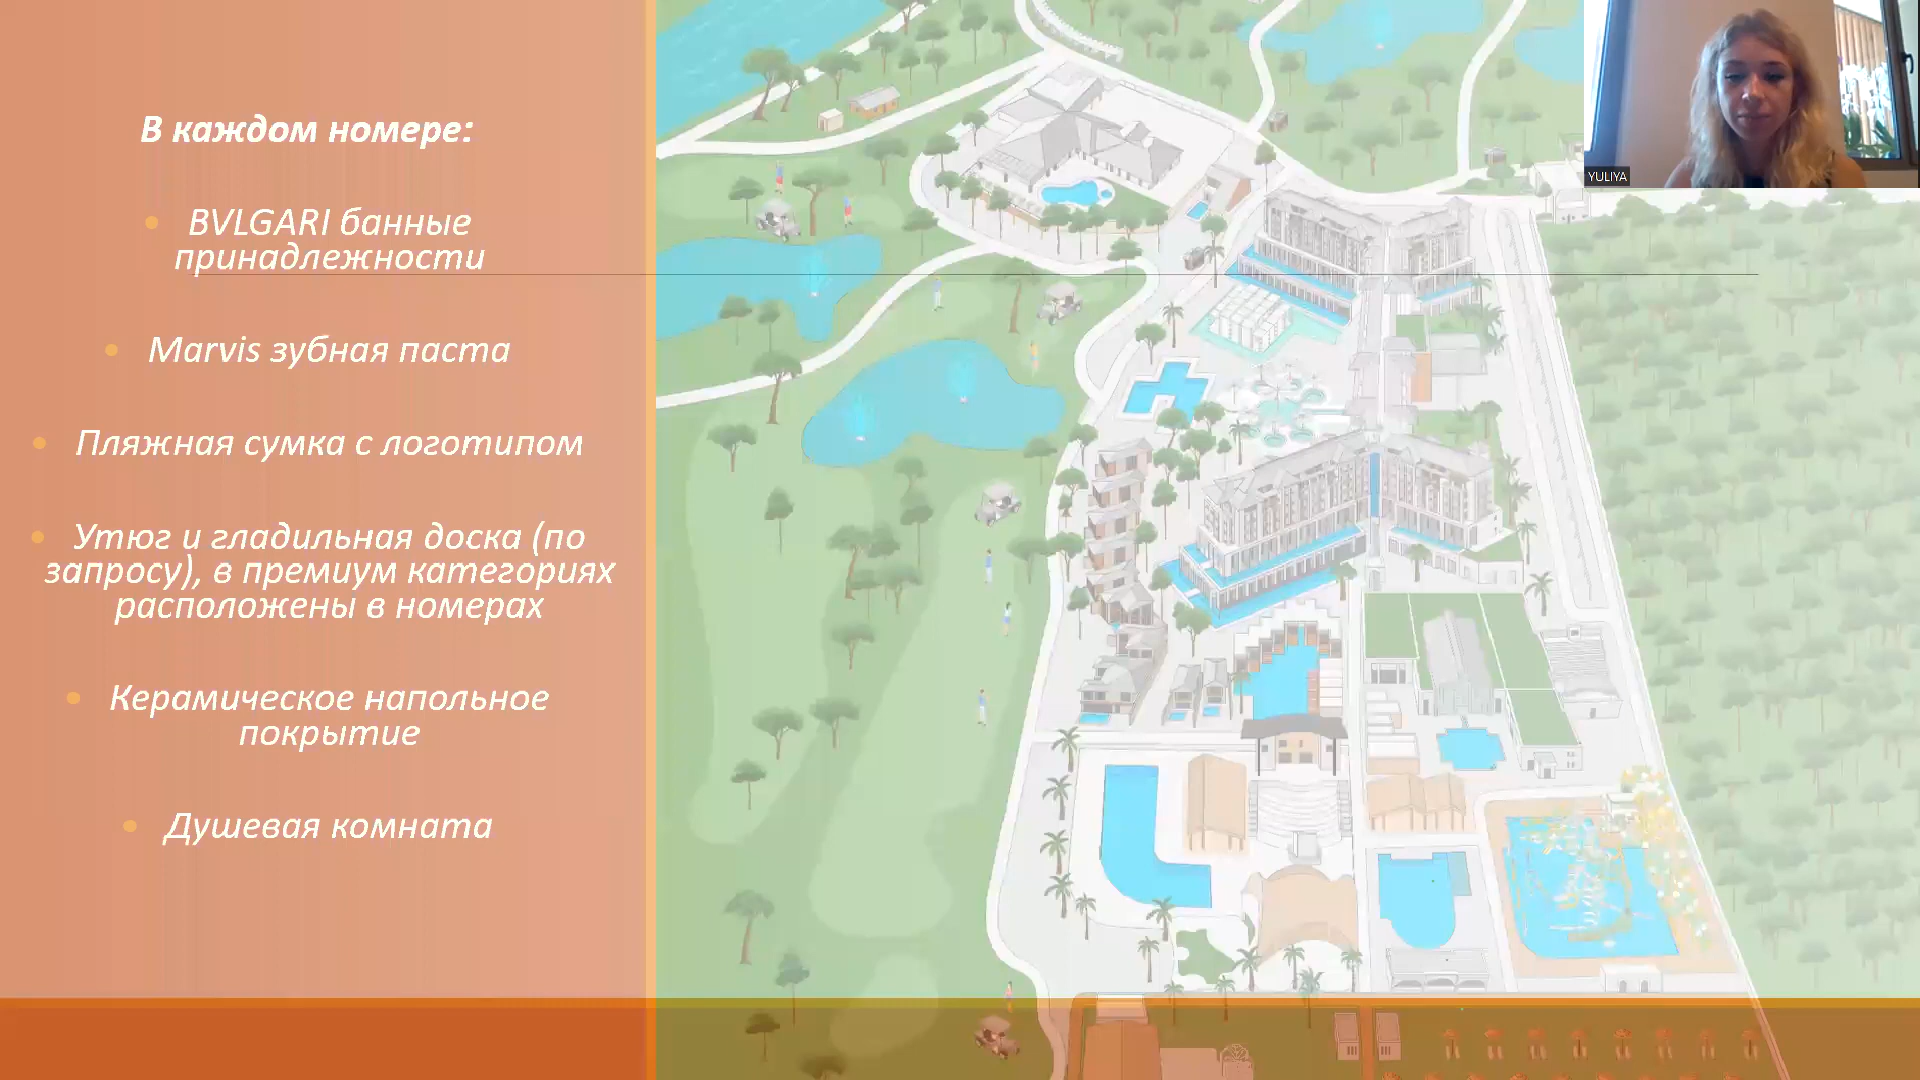 В каждом номере:
• BVLGARI банные
принадлежности
• Marvis зубная паста
• Пляжная сумка с логотипом
• Утюг и гладильная доска (по
запросу), в премиум категориях
расположены в номерах
• Керамическое напольное
покрытие
• Душевая комната
YULIYA